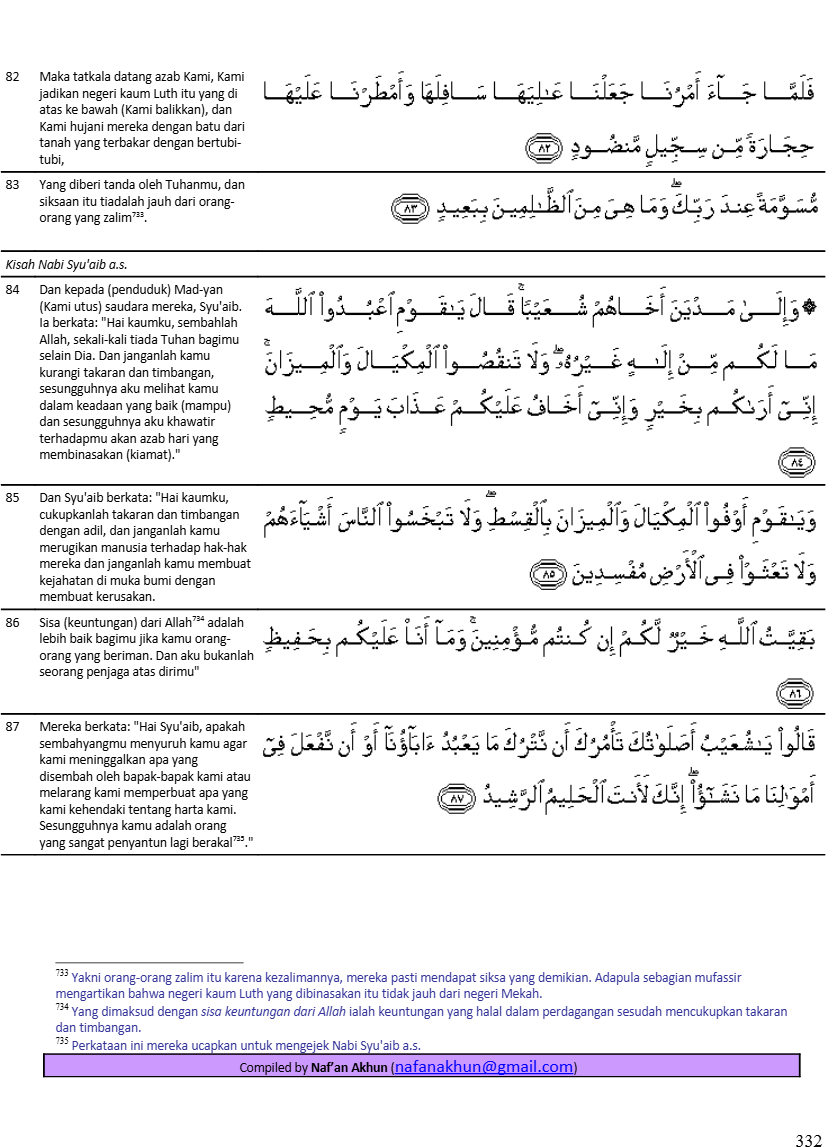 82 Maka tatkala datang azab Kami, Kami
jadikan negeri kaum Luth itu yang di
atas ke bawah (Kami balikkan), dan
Kami hujani mereka dengan batu dari
tanah yang terbakar dengan bertubi-
tubi,
فَلَمَّا جَآءَ أَمْرُنَا جَعَلْنَا عَٰلِيَهَا سَافِلَهَا وَأَمْطَرْنَا عَلَيْهَا
حِجَارَةً مِّن سِجِّيلٍ مَّنضُودٍ ٨٢
83 Yang diberi tanda oleh Tuhanmu, dan
siksaan itu tiadalah jauh dari orang-
orang yang zalim⁷³³.
مُّسَوَّمَةً عِندَ رَبِّكَ ۖ وَمَا هِىَ مِنَ ٱلظَّٰلِمِينَ بِبَعِيدٍ ٨٣
Kisah Nabi Syu'aib a.s.
84 Dan kepada (penduduk) Mad-yan
(Kami utus) saudara mereka, Syu'aib.
Ia berkata: "Hai kaumku, sembahlah
Allah, sekali-kali tiada Tuhan bagimu
selain Dia. Dan janganlah kamu
kurangi takaran dan timbangan,
sesungguhnya aku melihat kamu
dalam keadaan yang baik (mampu)
dan sesungguhnya aku khawatir
terhadapmu akan azab hari yang
membinasakan (kiamat)."
۞ وَإِلَىٰ مَدْيَنَ أَخَاهُمْ شُعَيْبًا ۚ قَالَ يَٰقَوْمِ ٱعْبُدُوا۟ ٱللَّهَ
مَا لَكُم مِّنْ إِلَٰهٍ غَيْرُهُۥ ۖ وَلَا تَنقُصُوا۟ ٱلْمِكْيَالَ وَٱلْمِيزَانَ ۚ
إِنِّىٓ أَرَىٰكُم بِخَيْرٍ وَإِنِّىٓ أَخَافُ عَلَيْكُمْ عَذَابَ يَوْمٍ مُّحِيطٍ
٨٤
85 Dan Syu'aib berkata: "Hai kaumku,
cukupkanlah takaran dan timbangan
dengan adil, dan janganlah kamu
merugikan manusia terhadap hak-hak
mereka dan janganlah kamu membuat
kejahatan di muka bumi dengan
membuat kerusakan.
وَيَٰقَوْمِ أَوْفُوا۟ ٱلْمِكْيَالَ وَٱلْمِيزَانَ بِٱلْقِسْطِ ۖ وَلَا تَبْخَسُوا۟ ٱلنَّاسَ أَشْيَآءَهُمْ
وَلَا تَعْثَوْا۟ فِى ٱلْأَرْضِ مُفْسِدِينَ ٨٥
86 Sisa (keuntungan) dari Allah⁷³⁴ adalah
lebih baik bagimu jika kamu orang-
orang yang beriman. Dan aku bukanlah
seorang penjaga atas dirimu"
بَقِيَّتُ ٱللَّهِ خَيْرٌ لَّكُمْ إِن كُنتُم مُّؤْمِنِينَ ۚ وَمَآ أَنَا۠ عَلَيْكُم بِحَفِيظٍ
٨٦
87 Mereka berkata: "Hai Syu'aib, apakah
sembahyangmu menyuruh kamu agar
kami meninggalkan apa yang
disembah oleh bapak-bapak kami atau
melarang kami memperbuat apa yang
kami kehendaki tentang harta kami.
Sesungguhnya kamu adalah orang
yang sangat penyantun lagi berakal⁷³⁵."
قَالُوا۟ يَٰشُعَيْبُ أَصَلَوٰتُكَ تَأْمُرُكَ أَن نَّتْرُكَ مَا يَعْبُدُ ءَابَآؤُنَآ أَوْ أَن نَّفْعَلَ فِىٓ
أَمْوَٰلِنَا مَا نَشَٰٓؤُا۟ ۖ إِنَّكَ لَأَنتَ ٱلْحَلِيمُ ٱلرَّشِيدُ ٨٧
⁷³³ Yakni orang-orang zalim itu karena kezalimannya, mereka pasti mendapat siksa yang demikian. Adapula sebagian mufassir
mengartikan bahwa negeri kaum Luth yang dibinasakan itu tidak jauh dari negeri Mekah.
⁷³⁴ Yang dimaksud dengan sisa keuntungan dari Allah ialah keuntungan yang halal dalam perdagangan sesudah mencukupkan takaran
dan timbangan.
⁷³⁵ Perkataan ini mereka ucapkan untuk mengejek Nabi Syu'aib a.s.
Compiled by Naf'an Akhun (nafanakhun@gmail.com)
332